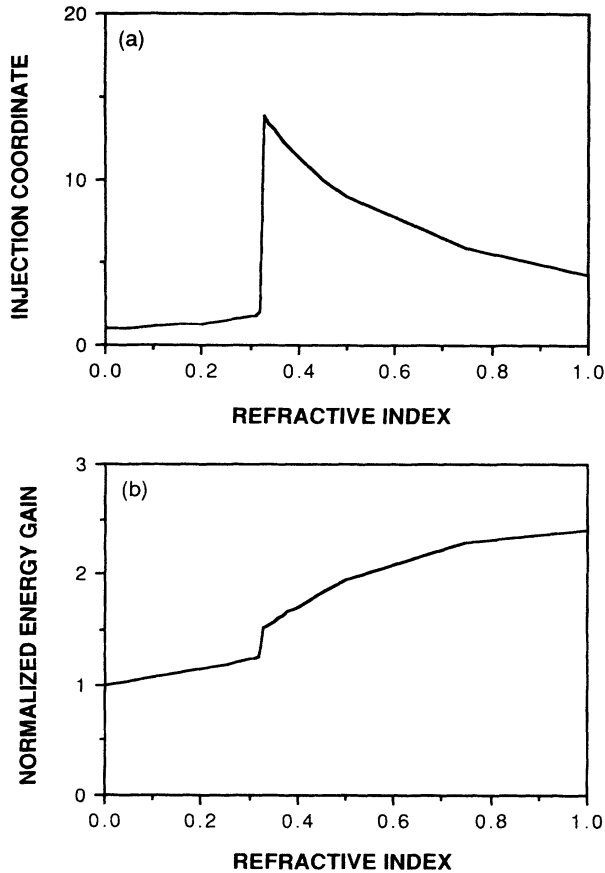 (a)
INJECTION COORDINATE
20
10
0
0.0 0.2 0.4 0.6 0.8 1.0
REFRACTIVE INDEX
(b)
NORMALIZED ENERGY GAIN
3
2
1
0
0.0 0.2 0.4 0.6 0.8 1.0
REFRACTIVE INDEX